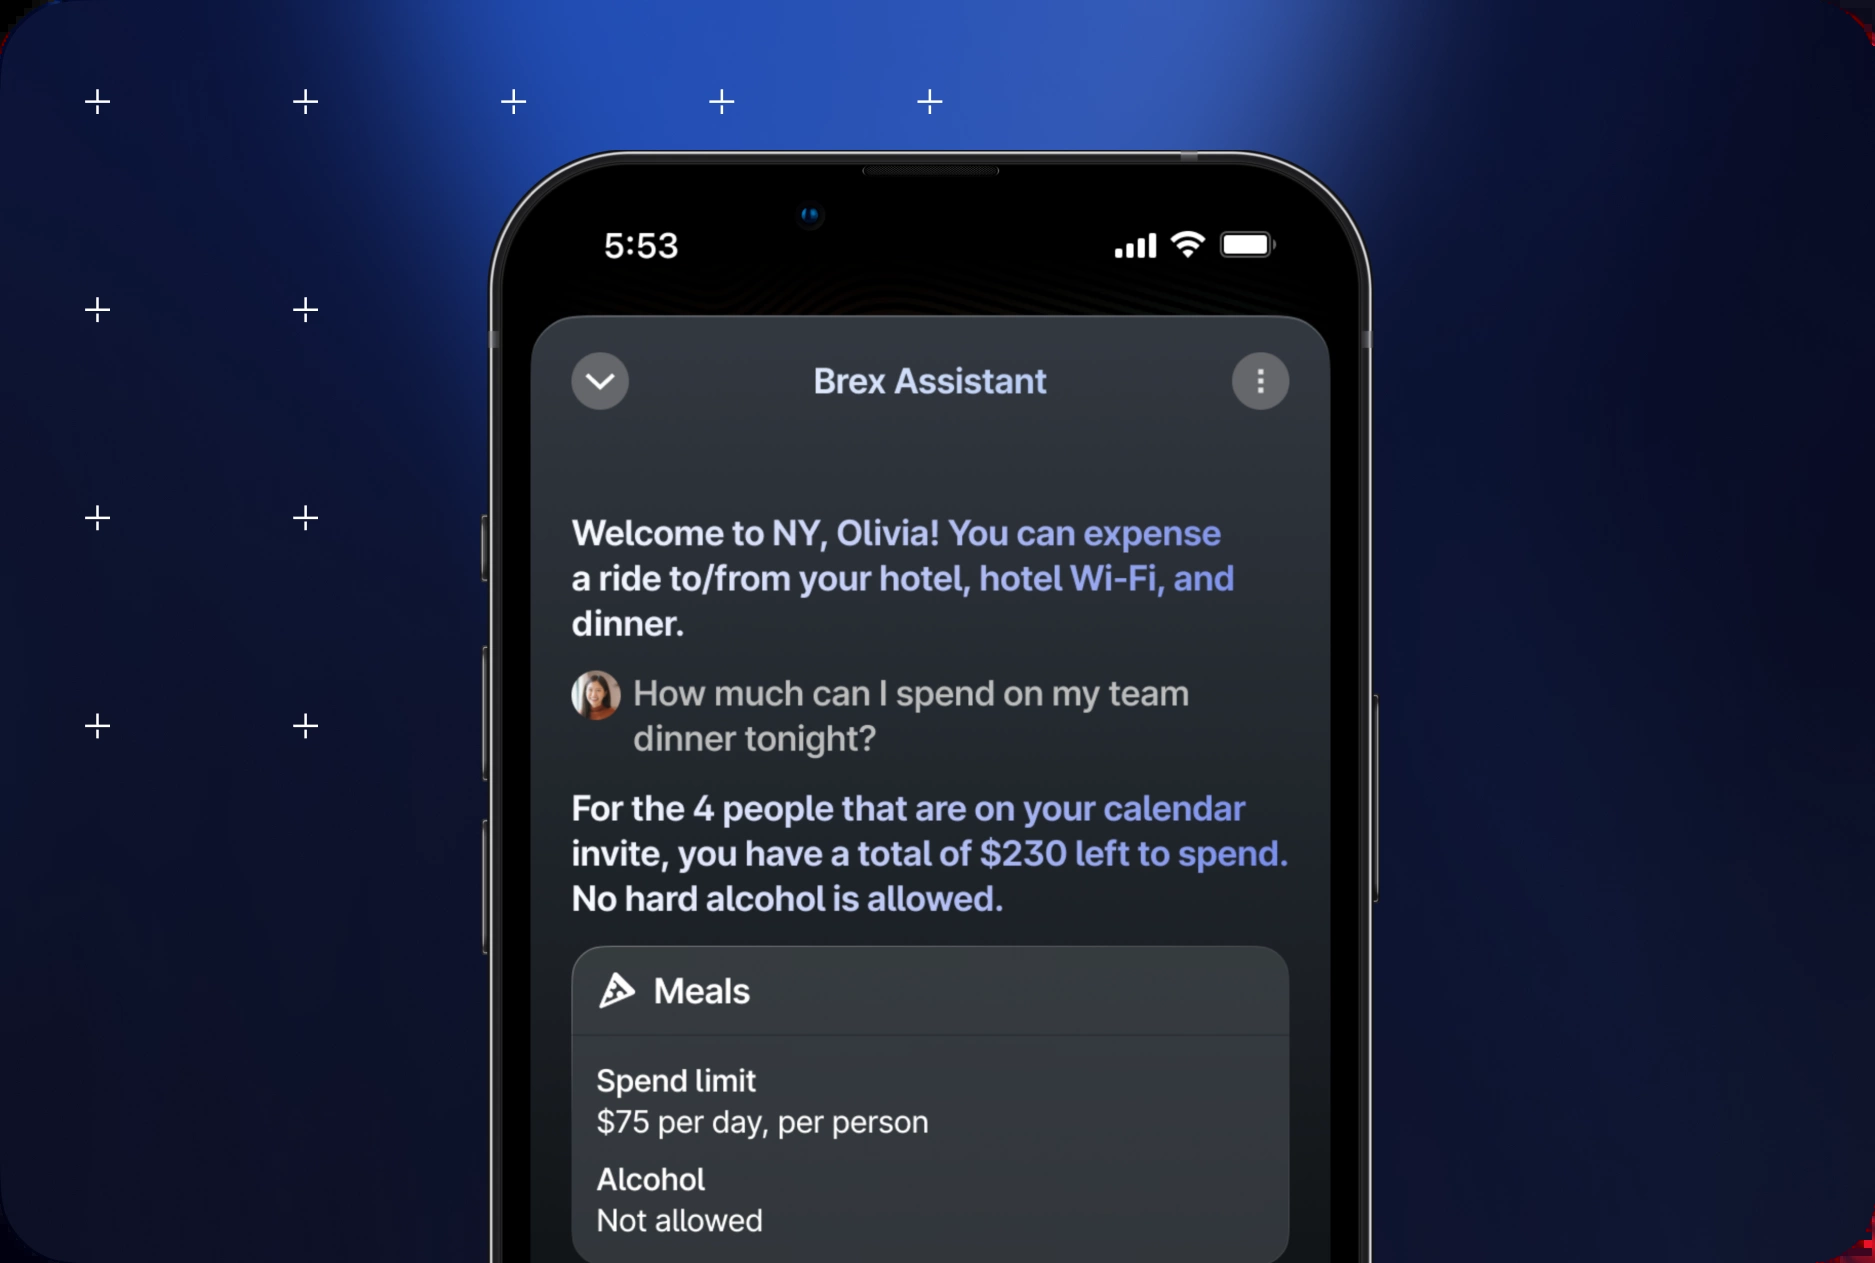 5:53
Brex Assistant
Welcome to NY, Olivia! You can expense
a ride to/from your hotel, hotel Wi-Fi, and
dinner.
How much can I spend on my team
dinner tonight?
For the 4 people that are on your calendar
invite, you have a total of $230 left to spend.
No hard alcohol is allowed.
Meals
Spend limit
$75 per day, per person
Alcohol
Not allowed